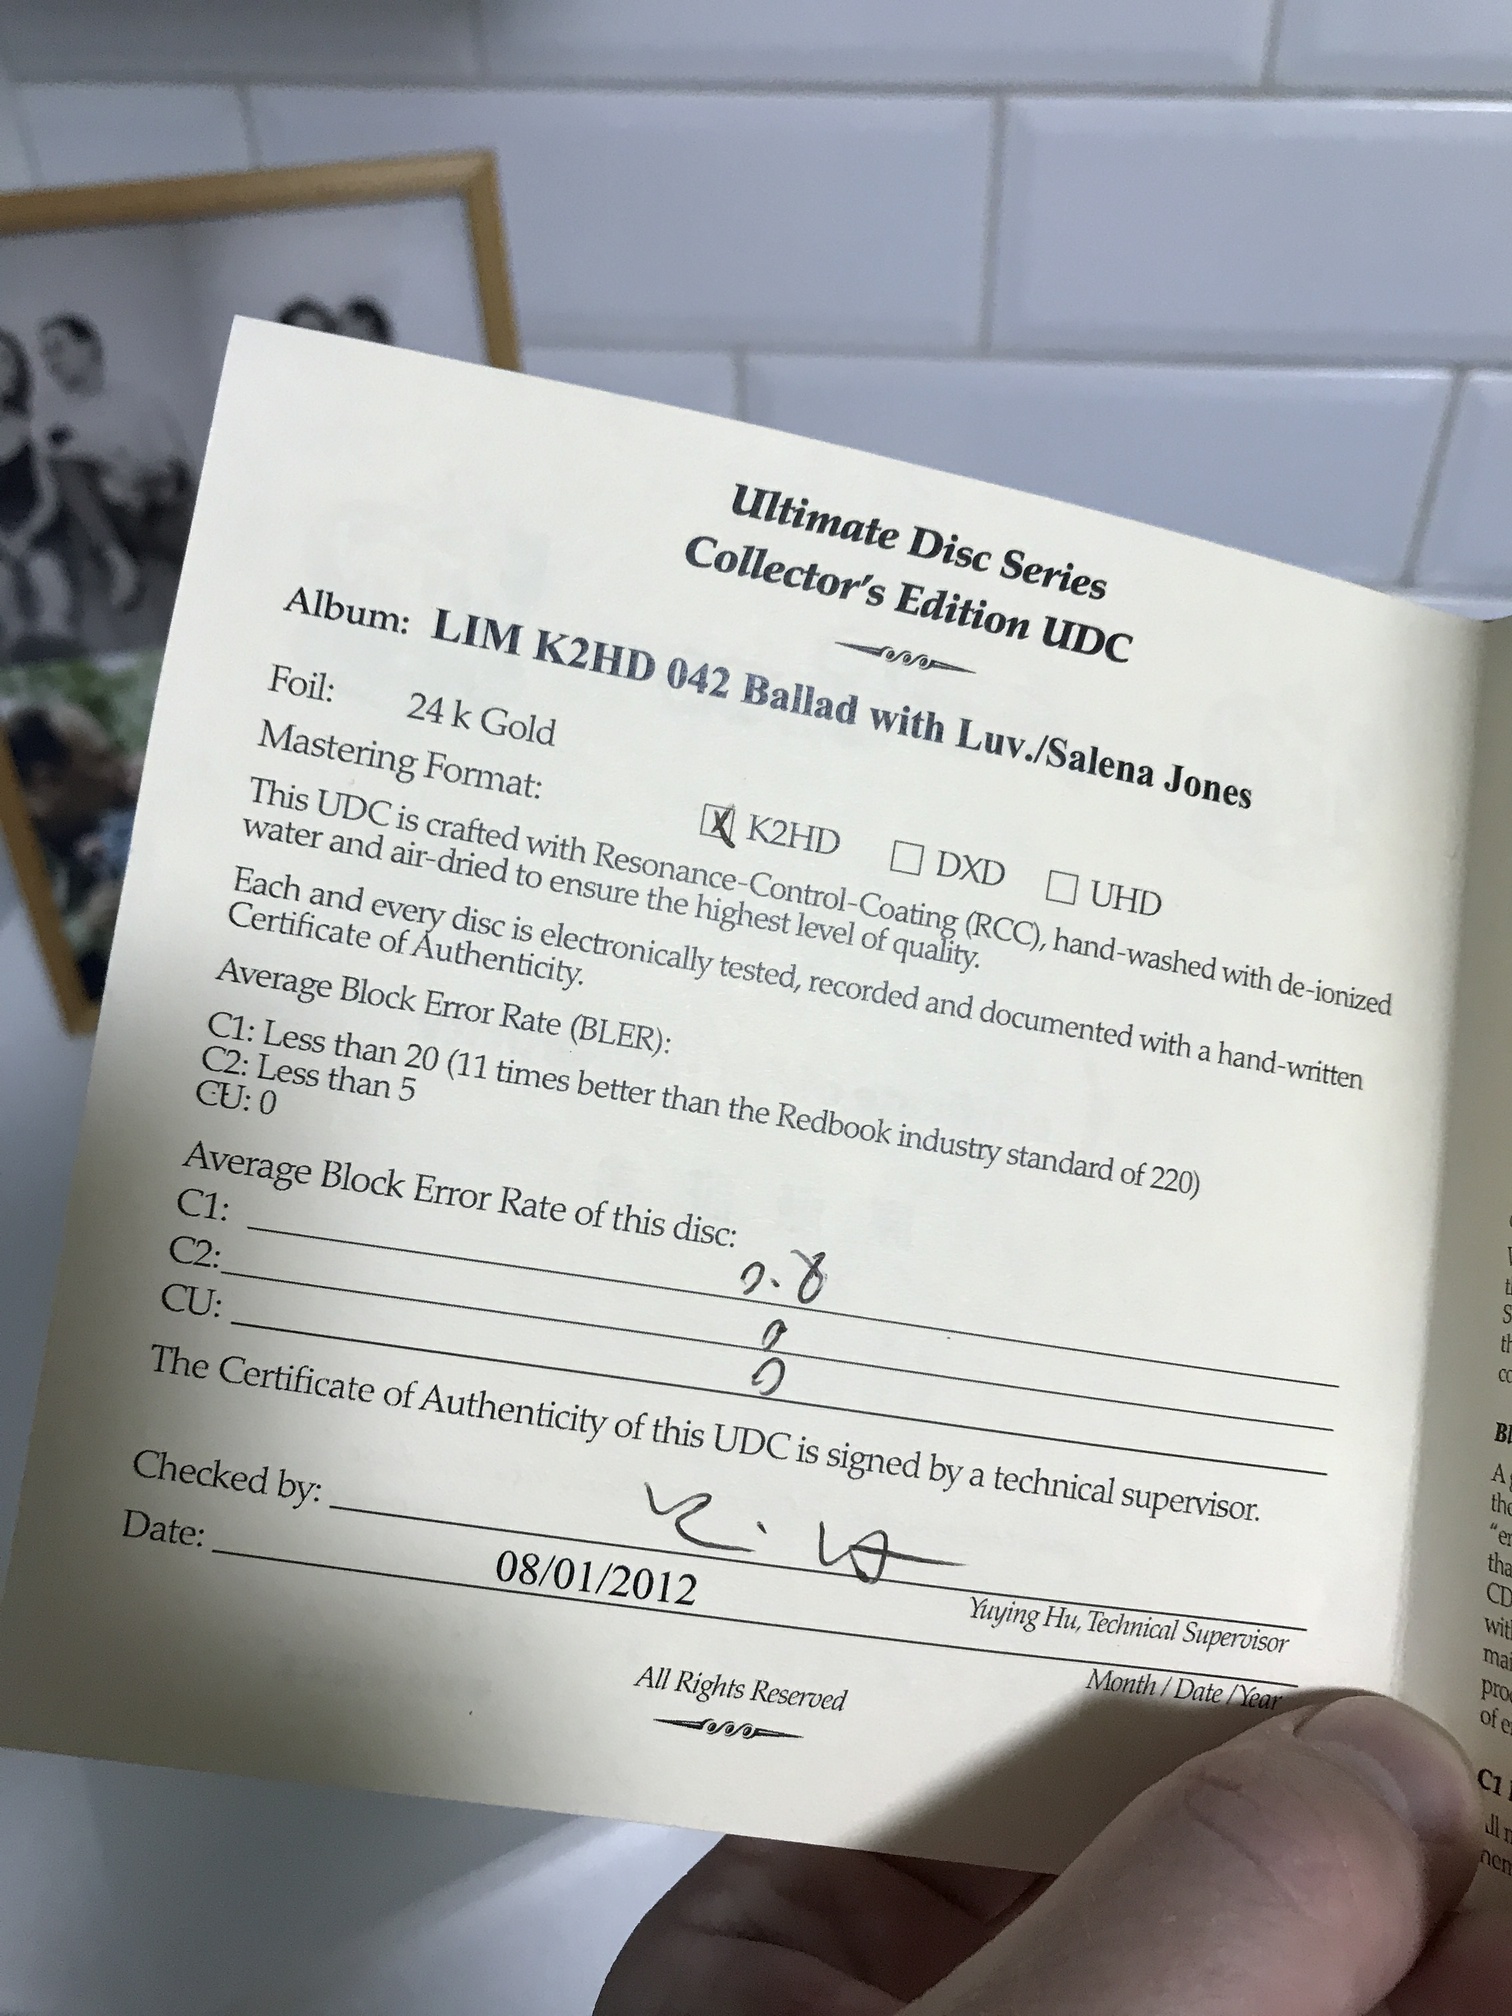 Ultimate Disc Series
Collector's Edition UDC
Album: LIM K2HD 042 Ballad with Luv./Salena Jones
Foil: 24 k Gold
Mastering Format:
☒ K2HD ☐ DXD ☐ UHD
This UDC is crafted with Resonance-Control-Coating (RCC), hand-washed with de-ionized
water and air-dried to ensure the highest level of quality.
Each and every disc is electronically tested, recorded and documented with a hand-written
Certificate of Authenticity.
Average Block Error Rate (BLER):
C1: Less than 20 (11 times better than the Redbook industry standard of 220)
C2: Less than 5
CU: 0
Average Block Error Rate of this disc:
C1: 0.8
C2: 0
CU: 0
The Certificate of Authenticity of this UDC is signed by a technical supervisor.
Checked by:
Yuying Hu, Technical Supervisor
Date: 08/01/2012
Month / Date / Year
All Rights Reserved
C1